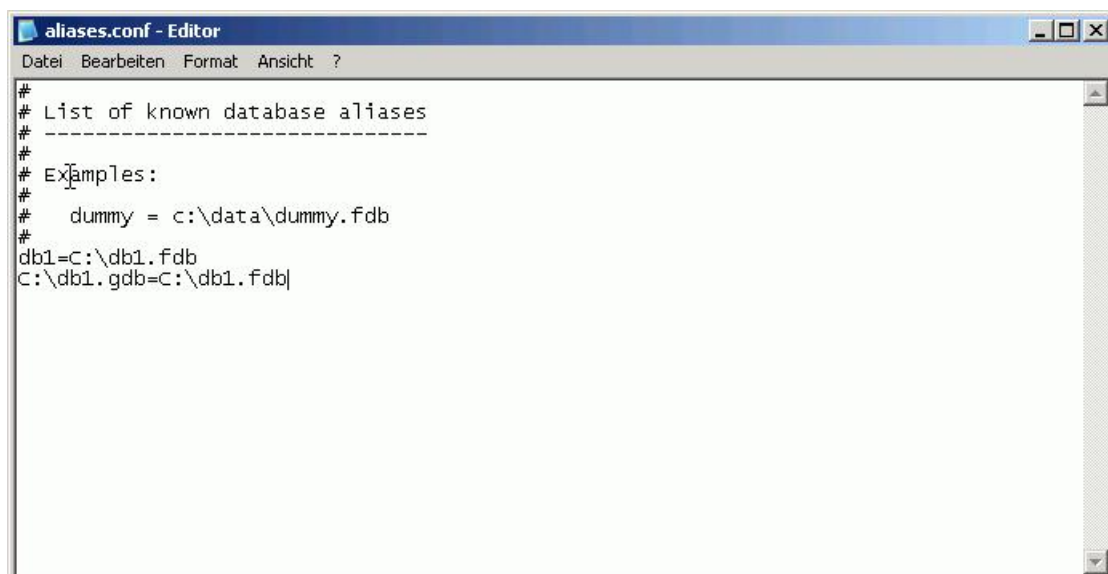 aliases.conf - Editor
Datei Bearbeiten Format Ansicht ?
#
# List of known database aliases
# ------------------------------
#
# Examples:
#
#   dummy = c:\data\dummy.fdb
#
db1=C:\db1.fdb
C:\db1.gdb=C:\db1.fdb